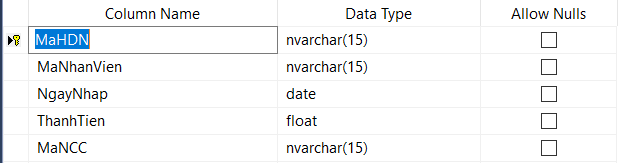 Column Name Data Type Allow Nulls
MaHDN nvarchar(15)
MaNhanVien nvarchar(15)
NgayNhap date
ThanhTien float
MaNCC nvarchar(15)